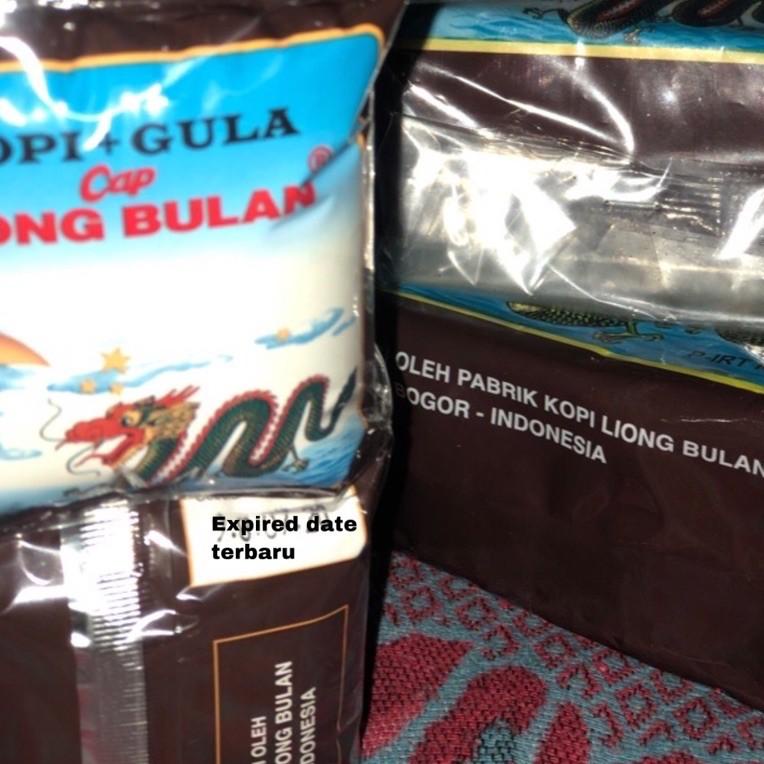 OPI + GULA
Cap
ONG BULAN ®
OLEH PABRIK KOPI LIONG BULAN
BOGOR - INDONESIA
P-IRT
Expired date
terbaru
OLEH
ONG BULAN
DONESIA